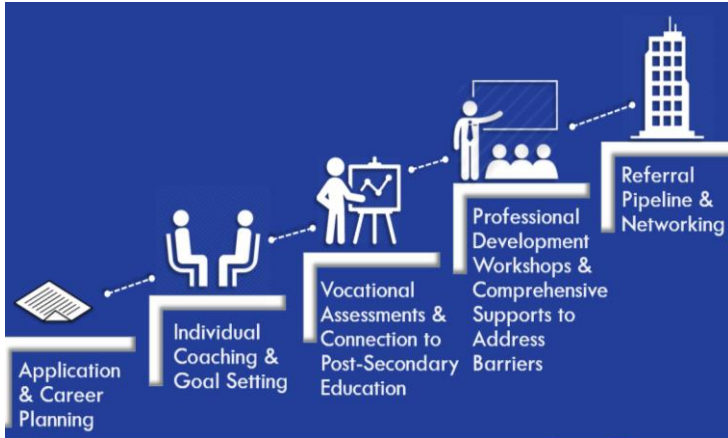 Application
& Career
Planning
Individual
Coaching &
Goal Setting
Vocational
Assessments &
Connection to
Post-Secondary
Education
Professional
Development
Workshops &
Comprehensive
Supports to
Address
Barriers
Referral
Pipeline &
Networking